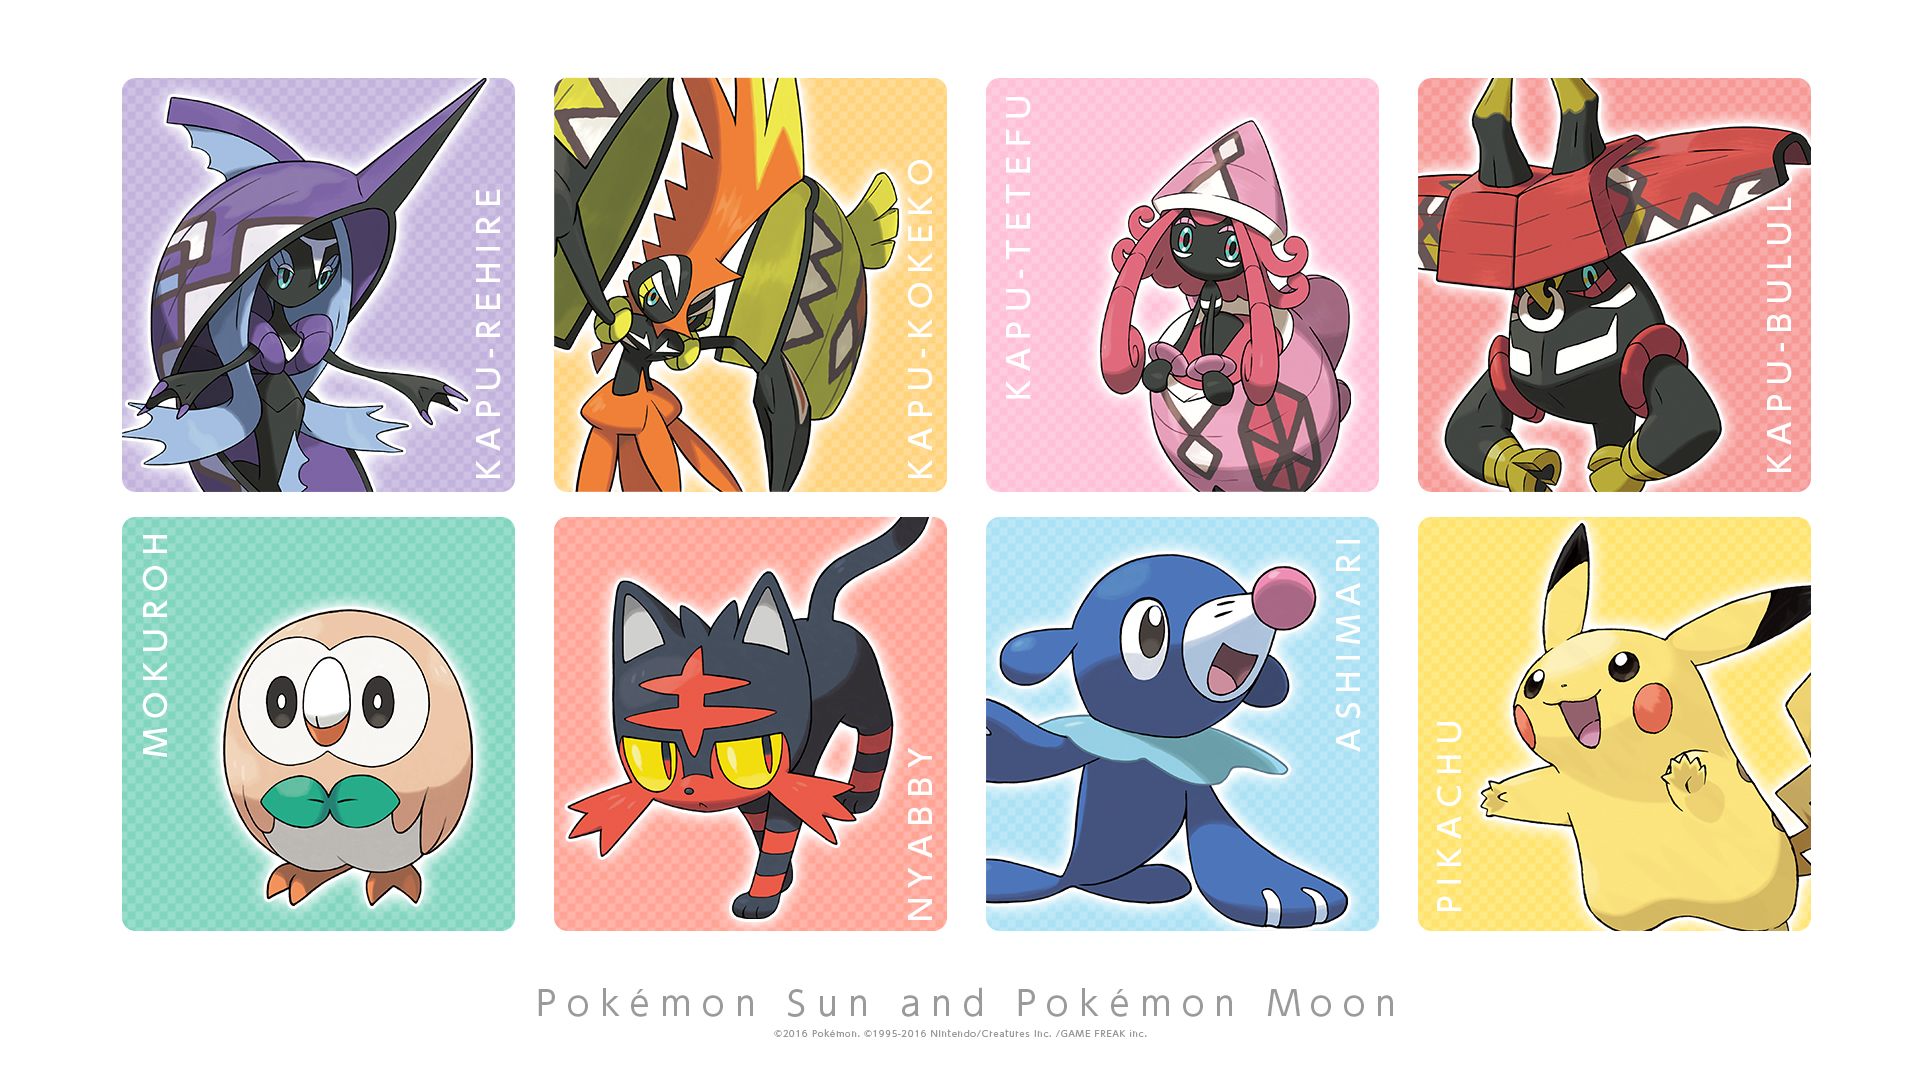 KAPU-REHIRE
KAPU-KOKEKO
KAPU-TETEFU
KAPU-BULUL
MOKUROH
NYABBY
ASHIMARI
PIKACHU
Pokémon Sun and Pokémon Moon
©2016 Pokémon. ©1995-2016 Nintendo/Creatures Inc. /GAME FREAK inc.